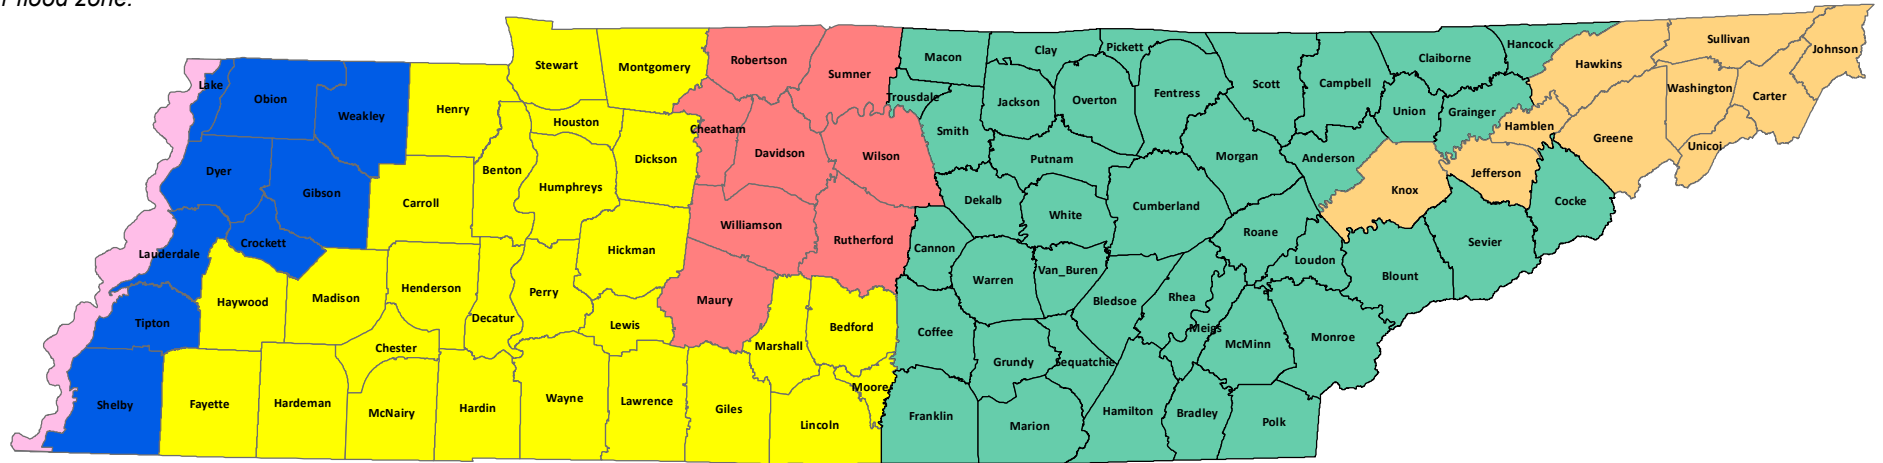 r flood zone.
Lake
Obion
Weakley
Henry
Stewart
Montgomery
Robertson
Sumner
Macon
Clay
Pickett
Scott
Campbell
Claiborne
Hancock
Hawkins
Sullivan
Johnson
Trousdale
Jackson
Overton
Fentress
Union
Grainger
Hamblen
Washington
Carter
Greene
Unicoi
Houston
Cheatham
Davidson
Wilson
Smith
Putnam
Morgan
Anderson
Jefferson
Dyer
Gibson
Carroll
Benton
Humphreys
Dickson
Dekalb
White
Cumberland
Knox
Cocke
Lauderdale
Crockett
Hickman
Williamson
Rutherford
Cannon
Warren
Van_Buren
Roane
Loudon
Blount
Sevier
Tipton
Haywood
Madison
Henderson
Decatur
Perry
Lewis
Maury
Marshall
Bedford
Coffee
Bledsoe
Rhea
Meigs
McMinn
Monroe
Chester
Grundy
Sequatchie
Shelby
Fayette
Hardeman
McNairy
Hardin
Wayne
Lawrence
Giles
Lincoln
Moore
Franklin
Marion
Hamilton
Bradley
Polk